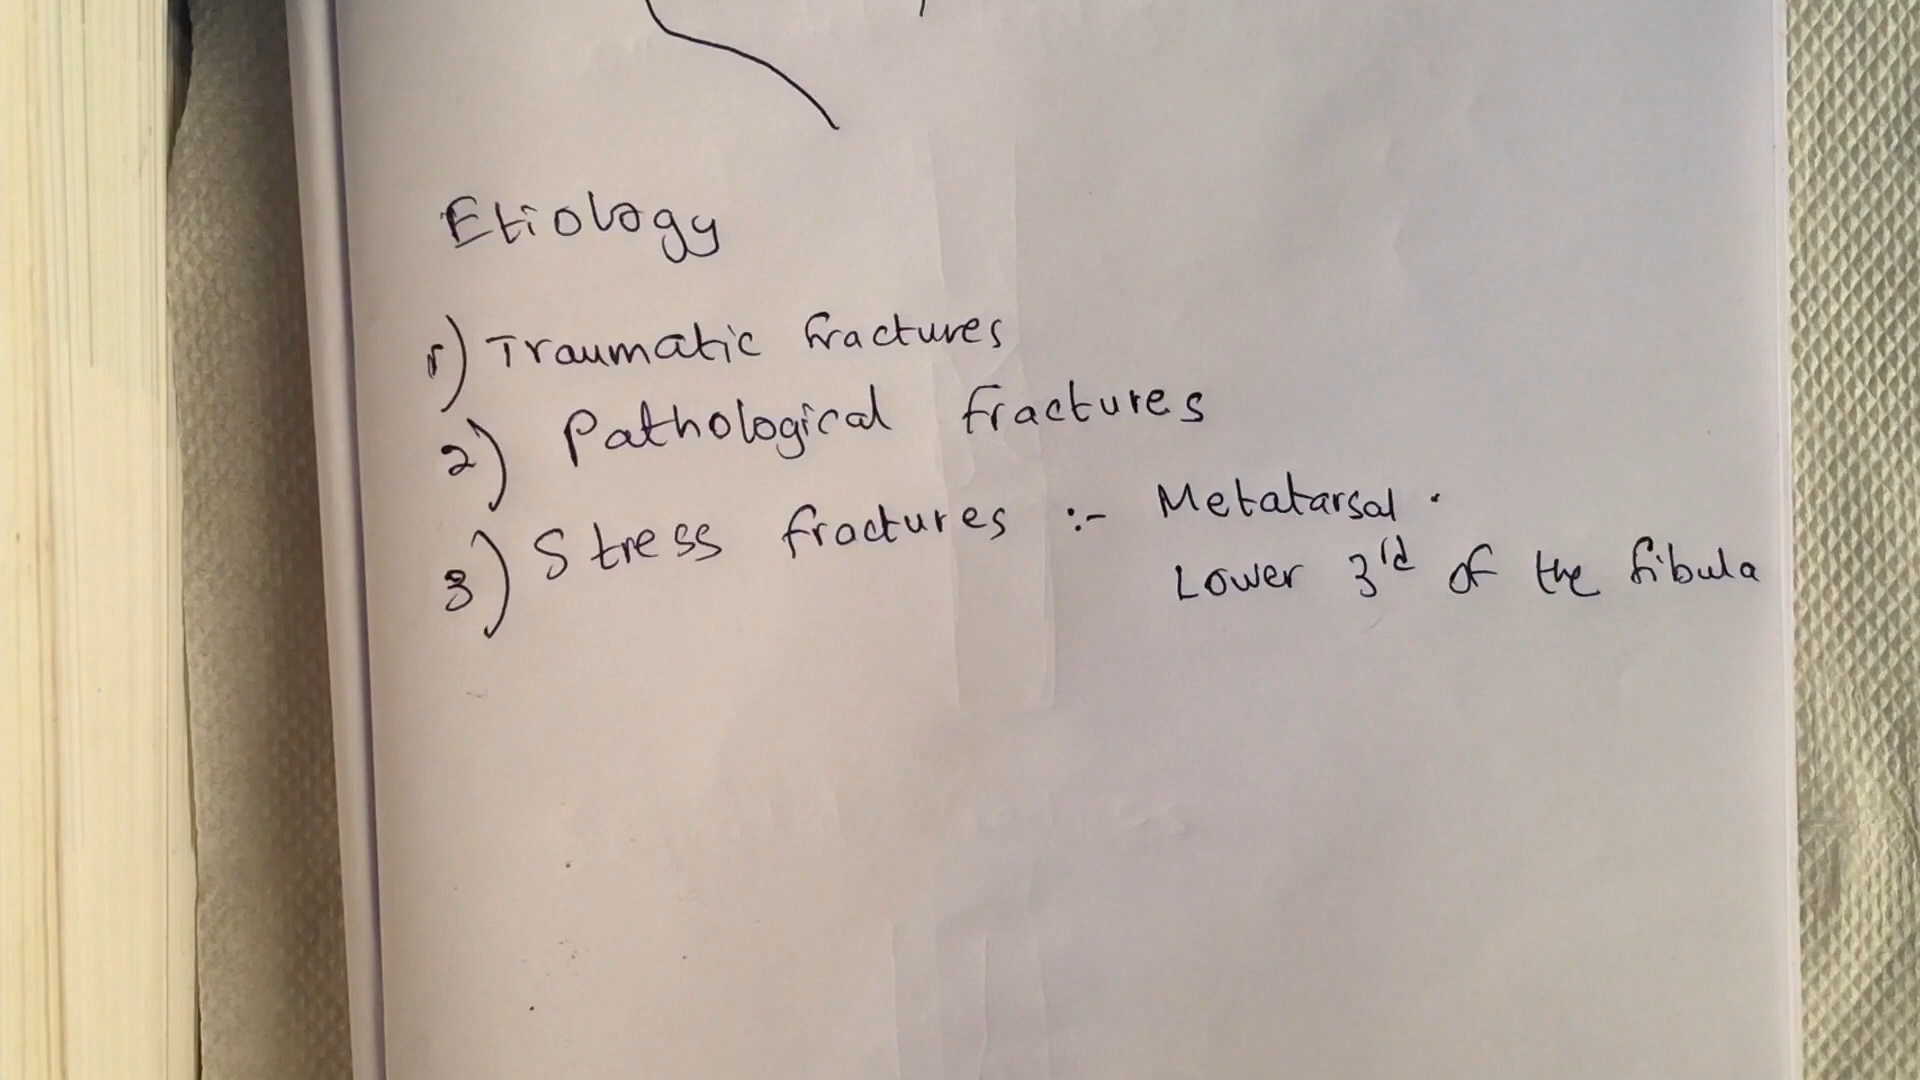 Etiology
1) Traumatic fractures
2) Pathological fractures
3) Stress fractures :- Metatarsal .
Lower 3rd of the fibula